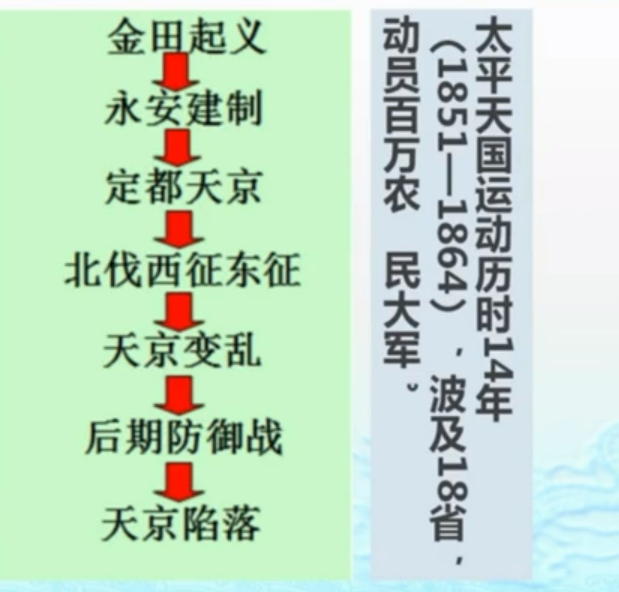 金田起义
永安建制
定都天京
北伐西征东征
天京变乱
后期防御战
天京陷落
太平天国运动历时14年
（1851—1864），波及18省，
动员百万农 民大军。